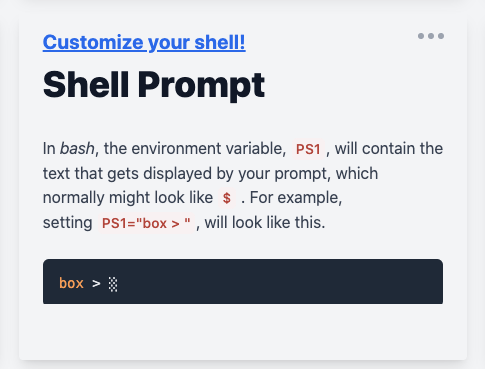 Customize your shell!
Shell Prompt
In bash, the environment variable, PS1 , will contain the
text that gets displayed by your prompt, which
normally might look like $ . For example,
setting PS1="box > " , will look like this.
box > ░